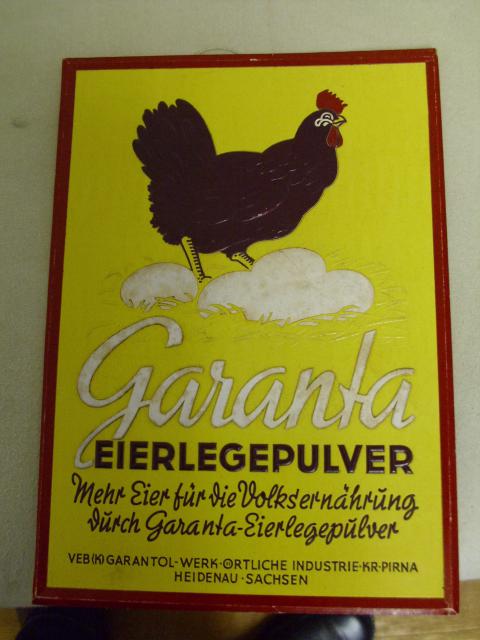 Garanta
EIERLEGEPULVER
Mehr Eier für die Volksernährung
durch Garanta-Eierlegepulver
VEB(K)GARANTOL-WERK·ÖRTLICHE INDUSTRIE·KR·PIRNA
HEIDENAU·SACHSEN